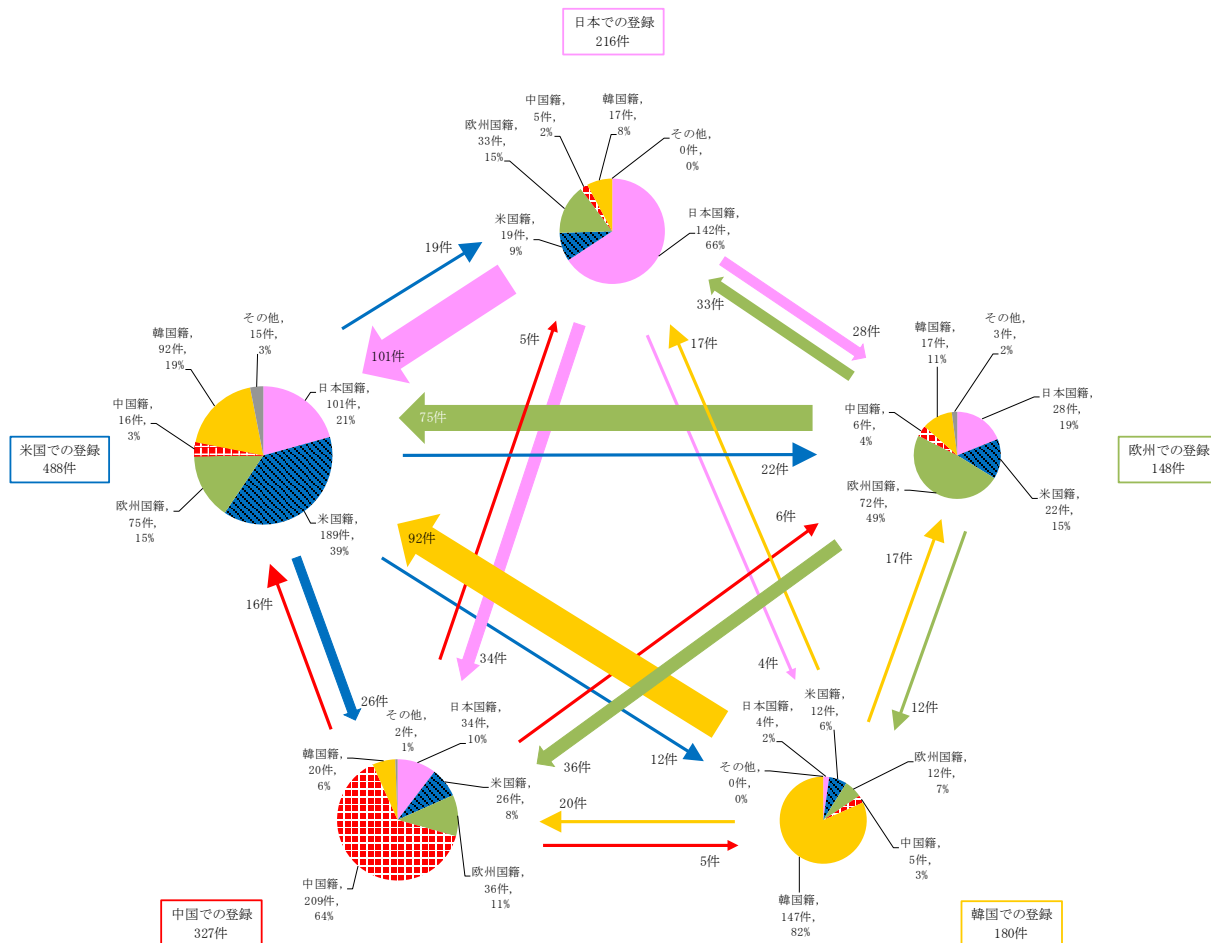 日本での登録
216件
中国籍,
5件,
2%
韓国籍,
17件,
8%
欧州国籍,
33件,
15%
その他,
0件,
0%
米国籍,
19件,
9%
日本国籍,
142件,
66%
19件
101件
5件
17件
33件
28件
75件
22件
92件
34件
6件
4件
16件
26件
12件
36件
17件
12件
20件
5件
米国での登録
488件
韓国籍,
92件,
19%
その他,
15件,
3%
日本国籍,
101件,
21%
中国籍,
16件,
3%
欧州国籍,
75件,
15%
米国籍,
189件,
39%
欧州での登録
148件
韓国籍,
17件,
11%
その他,
3件,
2%
日本国籍,
28件,
19%
中国籍,
6件,
4%
欧州国籍,
72件,
49%
米国籍,
22件,
15%
その他,
2件,
1%
日本国籍,
34件,
10%
韓国籍,
20件,
6%
米国籍,
26件,
8%
欧州国籍,
36件,
11%
中国籍,
209件,
64%
中国での登録
327件
日本国籍,
4件,
2%
米国籍,
12件,
6%
その他,
0件,
0%
欧州国籍,
12件,
7%
中国籍,
5件,
3%
韓国籍,
147件,
82%
韓国での登録
180件